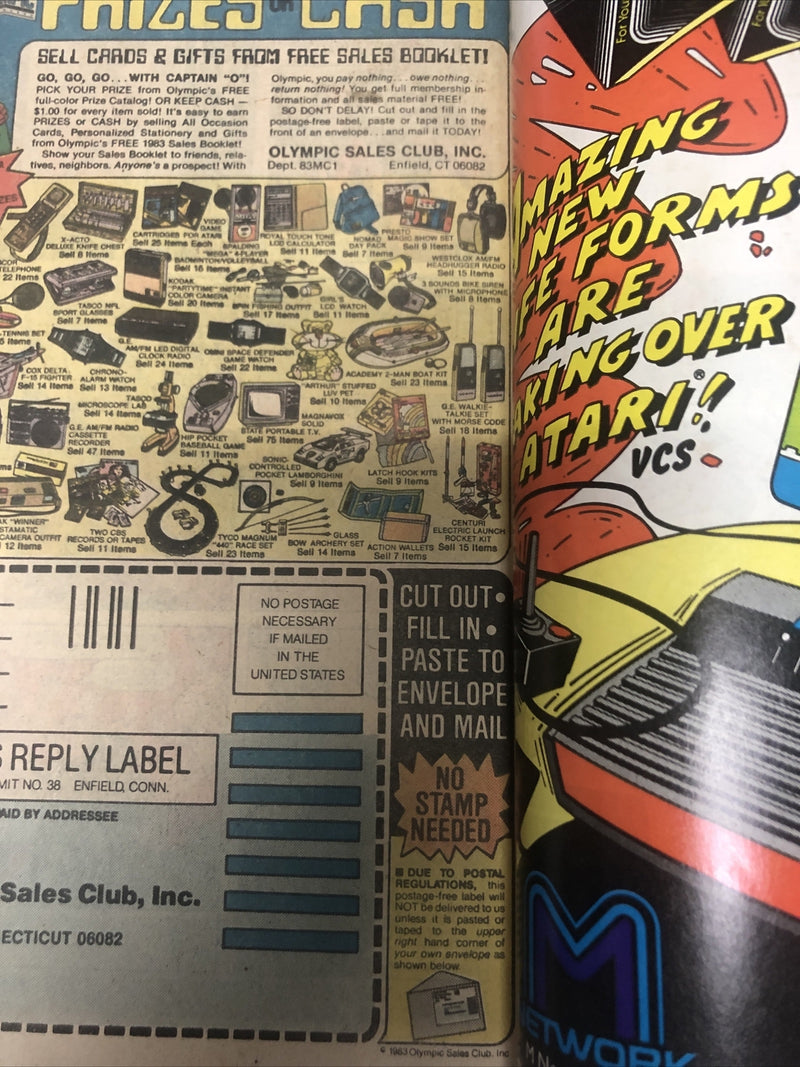 PRIZES OR CASH
SELL CARDS & GIFTS FROM FREE SALES BOOKLET!
GO, GO, GO...WITH CAPTAIN "O"!
PICK YOUR PRIZE from Olympic's FREE
full-color Prize Catalog! OR KEEP CASH —
$1.00 for every item sold! It's easy to earn
PRIZES or CASH by selling All Occasion
Cards, Personalized Stationery and Gifts
from Olympic's FREE 1983 Sales Booklet!
Show your Sales Booklet to friends, rela-
tives, neighbors. Anyone's a prospect! With
Olympic, you pay nothing...owe nothing...
return nothing! You get full membership in-
formation and all sales material FREE!
SO DON'T DELAY! Cut out and fill in the
postage-free label, paste or tape it to the
front of an envelope...and mail it TODAY!
OLYMPIC SALES CLUB, INC.
Dept. 83MC1 Enfield, CT 06082
TELEPHONE
22 Items
X-ACTO
DELUXE KNIFE CHEST
Sell 8 Items
VIDEO
GAME
CARTRIDGES FOR ATARI
Sell 25 Items Each
SPALDING
"MEGA" 4-PLAYER
BADMINTON/VOLLEYBALL
Sell 16 Items
ROYAL TOUCH TONE
LCD CALCULATOR
Sell 11 Items
NOMAD
DAY PACK
Sell 7 Items
PRESTO
MAGIC SHOW SET
Sell 9 Items
WESTCLOX AM/FM
HEADHUGGER RADIO
Sell 15 Items
TASCO NFL
SPORT GLASSES
Sell 7 Items
KODAK
"PARTYTIME" INSTANT
COLOR CAMERA
Sell 20 Items
SPIN FISHING OUTFIT
Sell 17 Items
GIRL'S
LCD WATCH
Sell 11 Items
3 SOUNDS BIKE SIREN
WITH MICROPHONE
Sell 8 Items
TENNIS SET
Items
COX DELTA
F-15 FIGHTER
Sell 14 Items
CHRONO-
ALARM WATCH
Sell 13 Items
G.E.
AM/FM LED DIGITAL
CLOCK RADIO
Sell 24 Items
OMNI SPACE DEFENDER
GAME WATCH
Sell 22 Items
"ARTHUR" STUFFED
LUV PET
Sell 10 Items
ACADEMY 2-MAN BOAT KIT
Sell 23 Items
G.E. WALKIE-
TALKIE SET
WITH MORSE CODE
Sell 18 Items
G.E. AM/FM RADIO
CASSETTE
RECORDER
Sell 47 Items
TASCO
MICROSCOPE LAB
Sell 14 Items
HIP POCKET
BASEBALL GAME
Sell 11 Items
MAGNAVOX
SOLID
STATE PORTABLE T.V.
Sell 75 Items
SONIC-
CONTROLLED
POCKET LAMBORGHINI
Sell 9 Items
LATCH HOOK KITS
Sell 9 Items
"WINNER"
CAMERA OUTFIT
12 Items
TWO CBS
RECORDS OR TAPES
Sell 11 Items
TYCO MAGNUM
"440" RACE SET
Sell 23 Items
GLASS
BOW ARCHERY SET
Sell 14 Items
ACTION WALLETS
Sell 7 Items
CENTURI
ELECTRIC LAUNCH
ROCKET KIT
Sell 15 Items
NO POSTAGE
NECESSARY
IF MAILED
IN THE
UNITED STATES
REPLY LABEL
MIT NO. 38 ENFIELD, CONN.
AID BY ADDRESSEE
Sales Club, Inc.
ECTICUT 06082
CUT OUT •
FILL IN •
PASTE TO
ENVELOPE
AND MAIL
NO
STAMP
NEEDED
■ DUE TO POSTAL
REGULATIONS, this
postage-free label will
NOT be delivered to us
unless it is pasted or
taped to the upper
right hand corner of
your own envelope as
shown below.
© 1983 Olympic Sales Club, Inc.
For You
MAZING
NEW
FE FORMS
ARE
KING OVER
ATARI®!
VCS
M
ETWORK